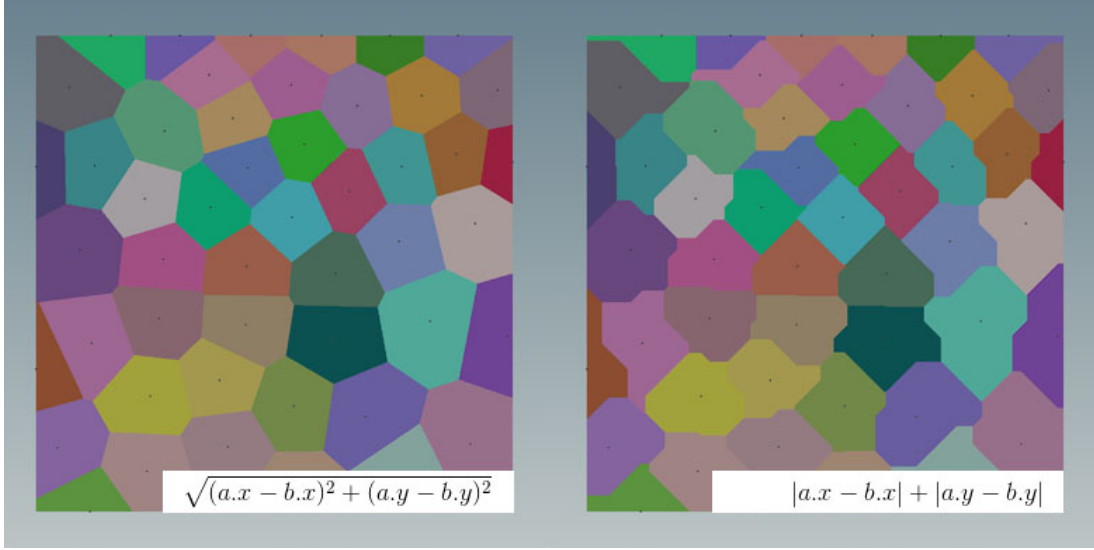 √(a.x − b.x)² + (a.y − b.y)²
|a.x − b.x| + |a.y − b.y|